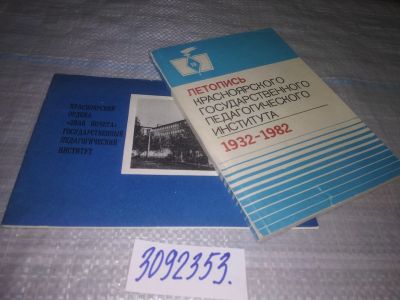 КРАСНОЯРСКИЙ
ОРДЕНА
«ЗНАК ПОЧЕТА»
ГОСУДАРСТВЕННЫЙ
ПЕДАГОГИЧЕСКИЙ
ИНСТИТУТ
ЛЕТОПИСЬ
КРАСНОЯРСКОГО
ГОСУДАРСТВЕННОГО
ПЕДАГОГИЧЕСКОГО
ИНСТИТУТА
1932-1982
3092353.